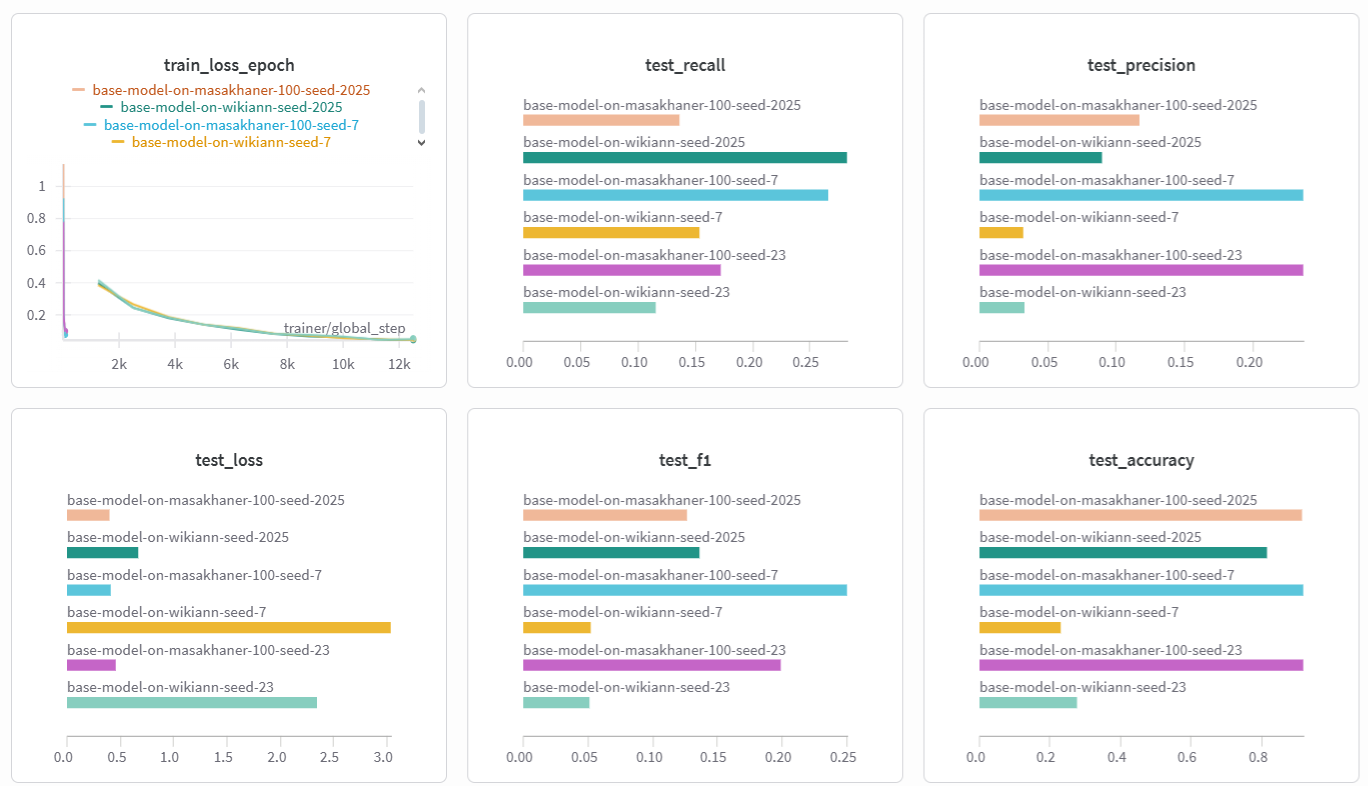 train_loss_epoch
base-model-on-masakhaner-100-seed-2025
base-model-on-wikiann-seed-2025
base-model-on-masakhaner-100-seed-7
base-model-on-wikiann-seed-7
1
0.8
0.6
0.4
0.2
trainer/global_step
2k 4k 6k 8k 10k 12k
test_recall
base-model-on-masakhaner-100-seed-2025
base-model-on-wikiann-seed-2025
base-model-on-masakhaner-100-seed-7
base-model-on-wikiann-seed-7
base-model-on-masakhaner-100-seed-23
base-model-on-wikiann-seed-23
0.00 0.05 0.10 0.15 0.20 0.25
test_precision
base-model-on-masakhaner-100-seed-2025
base-model-on-wikiann-seed-2025
base-model-on-masakhaner-100-seed-7
base-model-on-wikiann-seed-7
base-model-on-masakhaner-100-seed-23
base-model-on-wikiann-seed-23
0.00 0.05 0.10 0.15 0.20
test_loss
base-model-on-masakhaner-100-seed-2025
base-model-on-wikiann-seed-2025
base-model-on-masakhaner-100-seed-7
base-model-on-wikiann-seed-7
base-model-on-masakhaner-100-seed-23
base-model-on-wikiann-seed-23
0.0 0.5 1.0 1.5 2.0 2.5 3.0
test_f1
base-model-on-masakhaner-100-seed-2025
base-model-on-wikiann-seed-2025
base-model-on-masakhaner-100-seed-7
base-model-on-wikiann-seed-7
base-model-on-masakhaner-100-seed-23
base-model-on-wikiann-seed-23
0.00 0.05 0.10 0.15 0.20 0.25
test_accuracy
base-model-on-masakhaner-100-seed-2025
base-model-on-wikiann-seed-2025
base-model-on-masakhaner-100-seed-7
base-model-on-wikiann-seed-7
base-model-on-masakhaner-100-seed-23
base-model-on-wikiann-seed-23
0.0 0.2 0.4 0.6 0.8